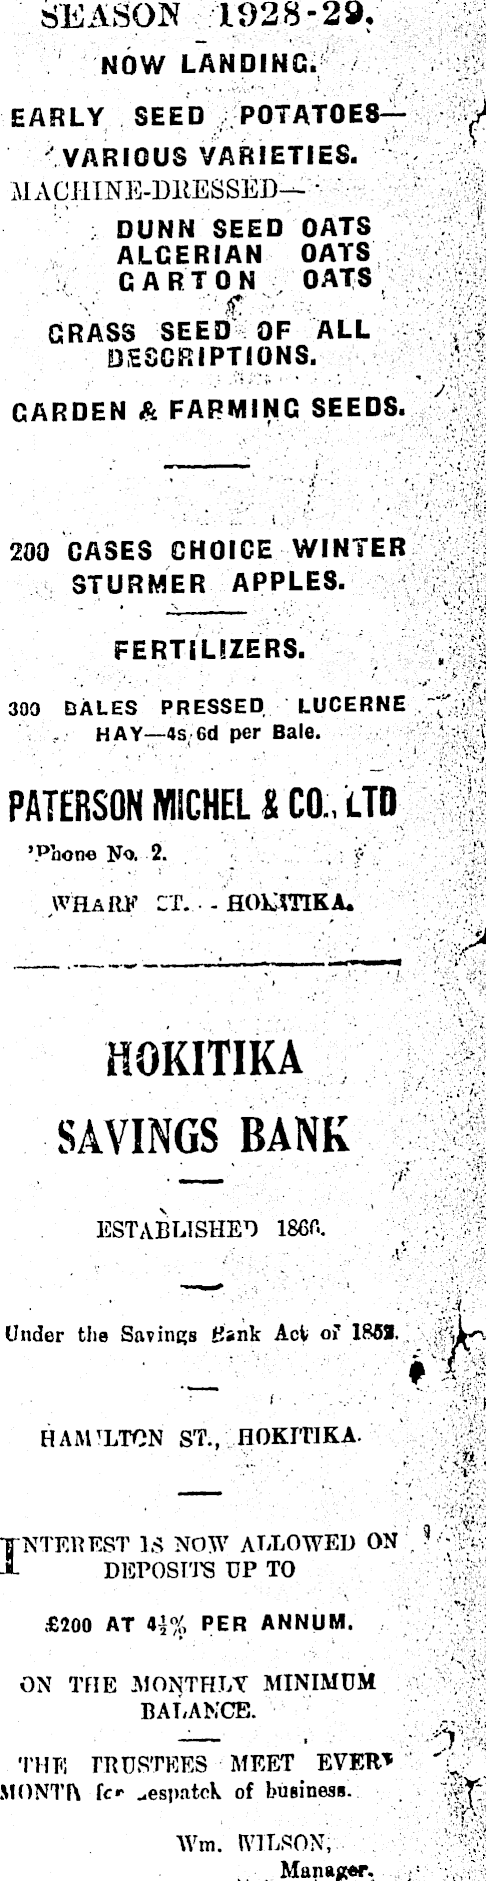 SEASON 1928-29.
NOW LANDING.
EARLY SEED POTATOES—
VARIOUS VARIETIES.
MACHINE-DRESSED—
DUNN SEED OATS
ALGERIAN OATS
GARTON OATS
GRASS SEED OF ALL
DESCRIPTIONS.
GARDEN & FARMING SEEDS.
200 CASES CHOICE WINTER
STURMER APPLES.
FERTILIZERS.
300 BALES PRESSED LUCERNE
HAY—4s 6d per Bale.
PATERSON MICHEL & CO., LTD
'Phone No. 2.
WHARF ST. - HOKITIKA.
HOKITIKA
SAVINGS BANK
ESTABLISHED 1866.
Under the Savings Bank Act of
HAMILTON ST., HOKITIKA.
INTEREST IS NOW ALLOWED ON
DEPOSITS UP TO
£200 AT 4½% PER ANNUM.
ON THE MONTHLY MINIMUM
BALANCE.
THE TRUSTEES MEET EVERY
MONTH for despatch of business.
Wm. WILSON,
Manager.